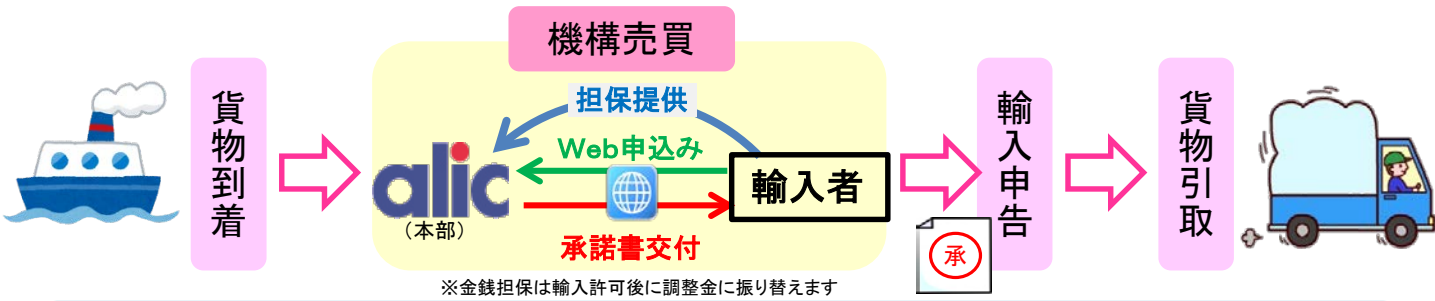 機構売買
貨物到着
担保提供
Web申込み
alic
(本部)
輸入者
承諾書交付
輸入申告
承
貨物引取
※金銭担保は輸入許可後に調整金に振り替えます